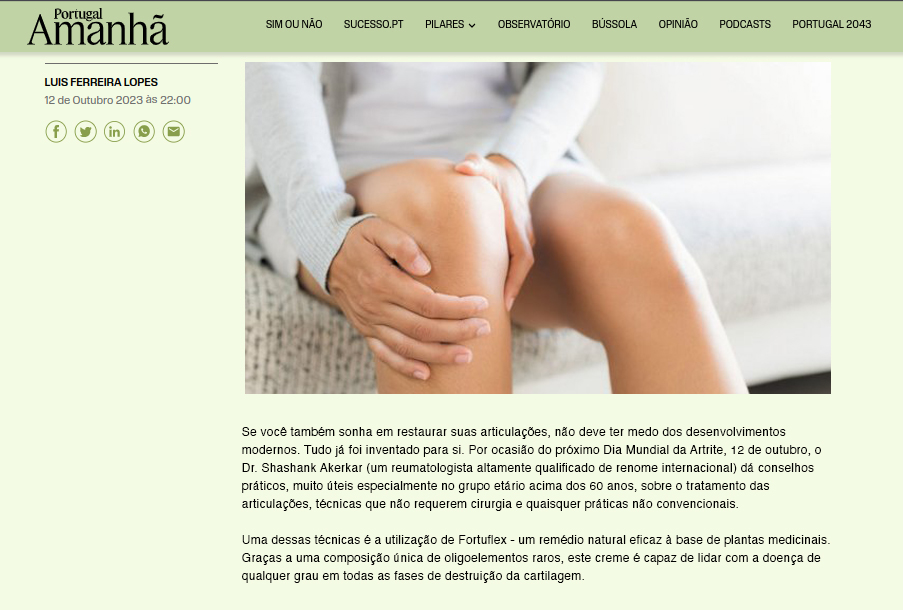 Portugal
Amanhã
SIM OU NÃO SUCESSO.PT PILARES OBSERVATÓRIO BÚSSOLA OPINIÃO PODCASTS PORTUGAL 2043
LUIS FERREIRA LOPES
12 de Outubro 2023 às 22:00
Se você também sonha em restaurar suas articulações, não deve ter medo dos desenvolvimentos
modernos. Tudo já foi inventado para si. Por ocasião do próximo Dia Mundial da Artrite, 12 de outubro, o
Dr. Shashank Akerkar (um reumatologista altamente qualificado de renome internacional) dá conselhos
práticos, muito úteis especialmente no grupo etário acima dos 60 anos, sobre o tratamento das
articulações, técnicas que não requerem cirurgia e quaisquer práticas não convencionais.
Uma dessas técnicas é a utilização de Fortuflex - um remédio natural eficaz à base de plantas medicinais.
Graças a uma composição única de oligoelementos raros, este creme é capaz de lidar com a doença de
qualquer grau em todas as fases de destruição da cartilagem.